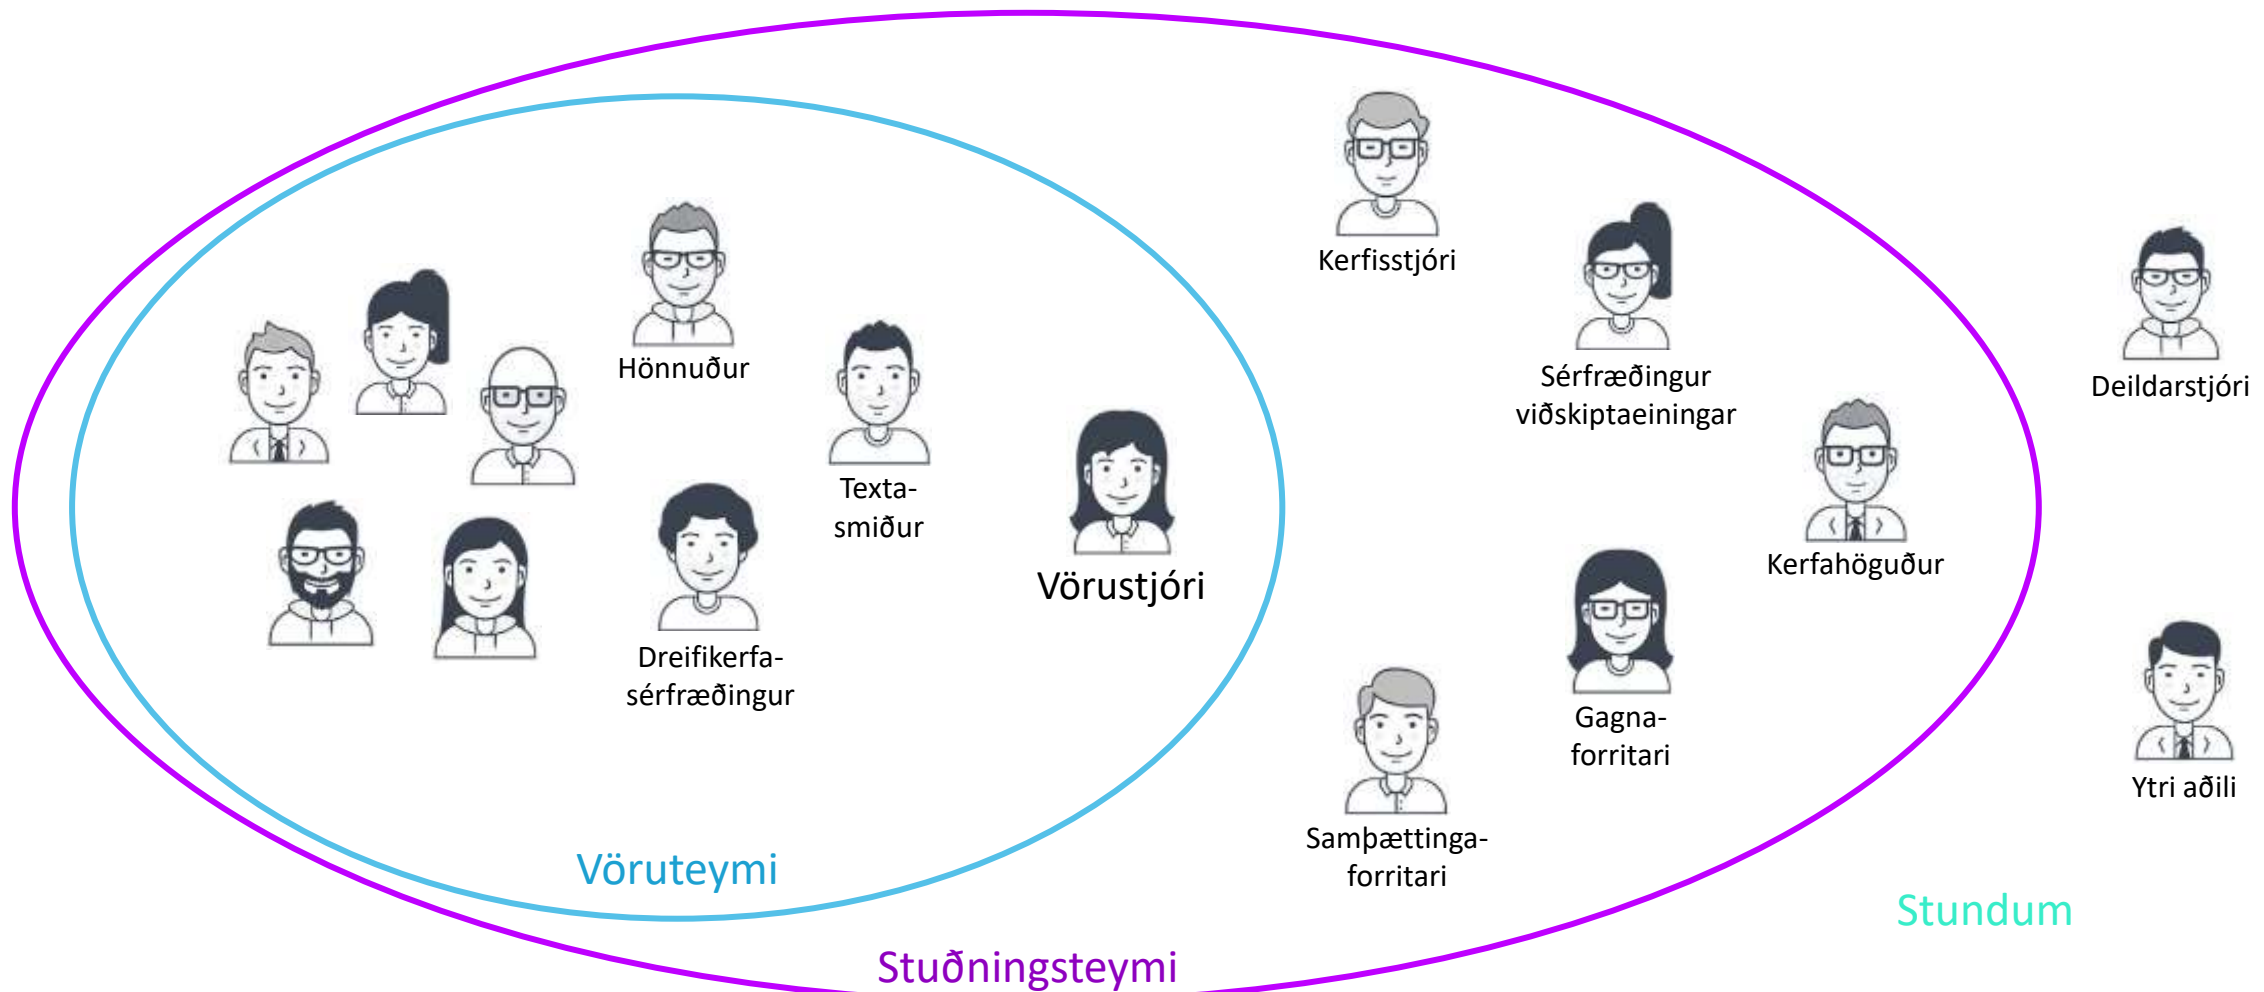 Hönnuður
Texta-
smiður
Dreifikerfa-
sérfræðingur
Vörustjóri
Vöruteymi
Kerfisstjóri
Sérfræðingur
viðskiptaeiningar
Kerfahöguður
Gagna-
forritari
Samþættinga-
forritari
Stuðningsteymi
Deildarstjóri
Ytri aðili
Stundum